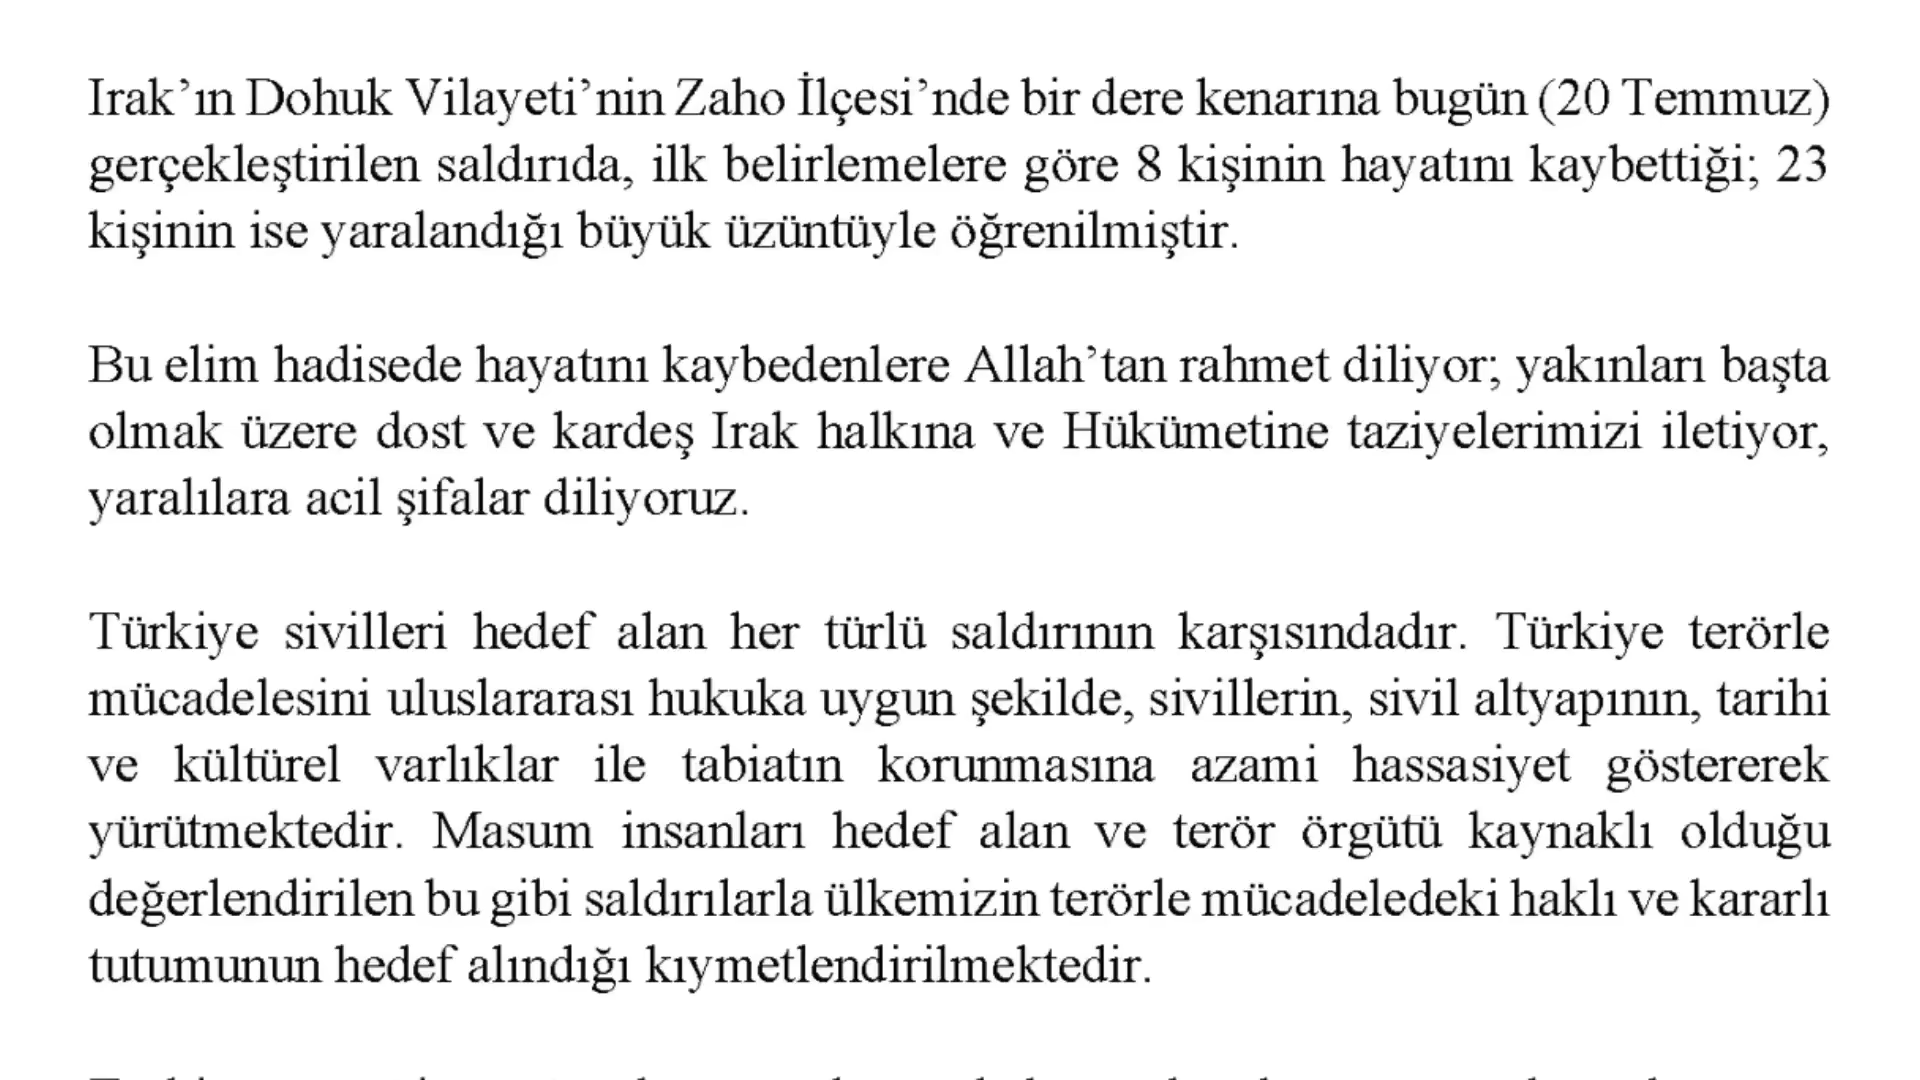 Irak’ın Dohuk Vilayeti’nin Zaho İlçesi’nde bir dere kenarına bugün (20 Temmuz)
gerçekleştirilen saldırıda, ilk belirlemelere göre 8 kişinin hayatını kaybettiği; 23
kişinin ise yaralandığı büyük üzüntüyle öğrenilmiştir.
Bu elim hadisede hayatını kaybedenlere Allah’tan rahmet diliyor; yakınları başta
olmak üzere dost ve kardeş Irak halkına ve Hükümetine taziyelerimizi iletiyor,
yaralılara acil şifalar diliyoruz.
Türkiye sivilleri hedef alan her türlü saldırının karşısındadır. Türkiye terörle
mücadelesini uluslararası hukuka uygun şekilde, sivillerin, sivil altyapının, tarihi
ve kültürel varlıklar ile tabiatın korunmasına azami hassasiyet göstererek
yürütmektedir. Masum insanları hedef alan ve terör örgütü kaynaklı olduğu
değerlendirilen bu gibi saldırılarla ülkemizin terörle mücadeledeki haklı ve kararlı
tutumunun hedef alındığı kıymetlendirilmektedir.